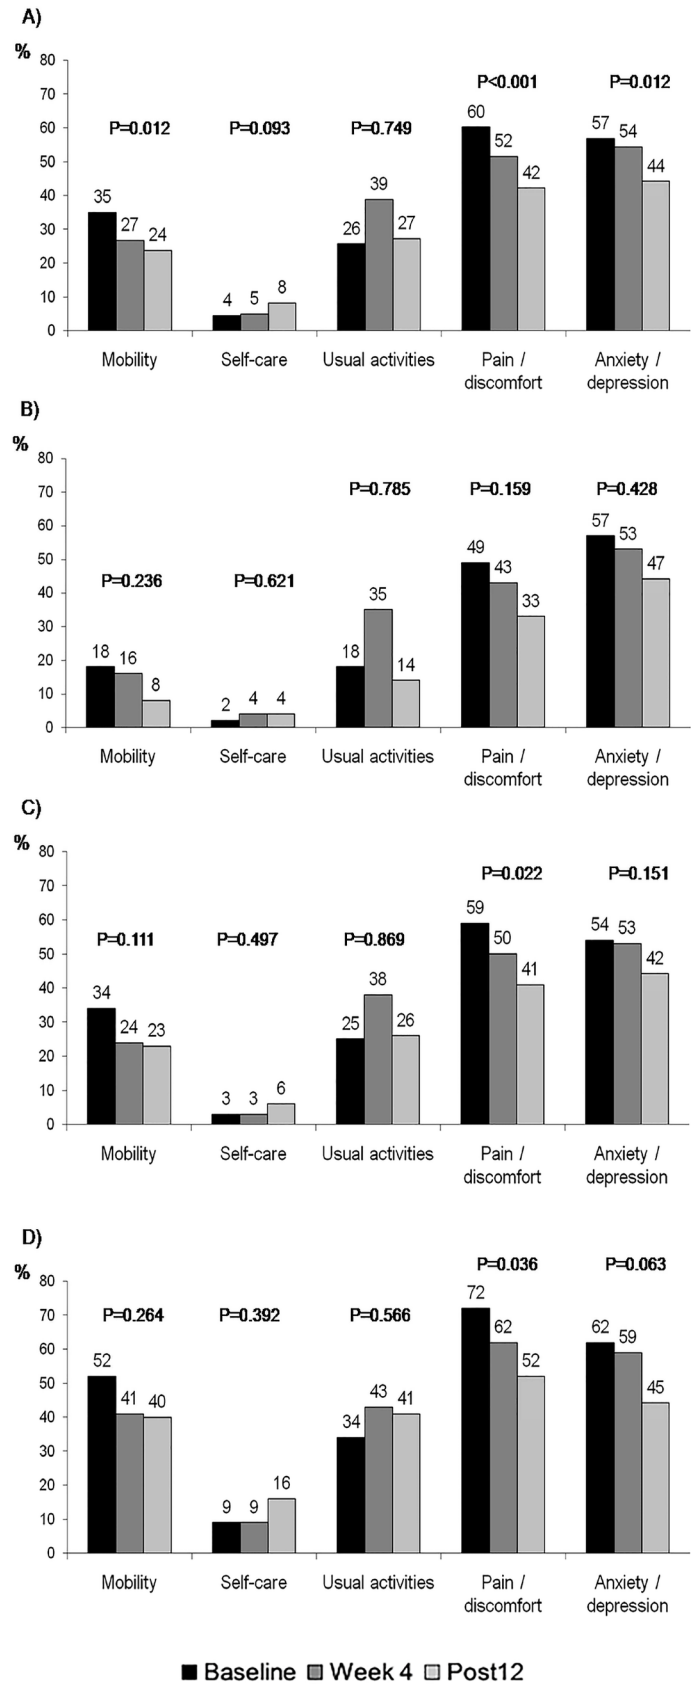 A)
%
80
70
60
50
40
30
20
10
0
P=0.012
P=0.093
P=0.749
P<0.001
P=0.012
35 27 24
4 5 8
26 39 27
60 52 42
57 54 44
Mobility
Self-care
Usual activities
Pain /
discomfort
Anxiety /
depression
B)
%
80
70
60
50
40
30
20
10
0
P=0.236
P=0.621
P=0.785
P=0.159
P=0.428
18 16 8
2 4 4
18 35 14
49 43 33
57 53 47
Mobility
Self-care
Usual activities
Pain /
discomfort
Anxiety /
depression
C)
%
80
70
60
50
40
30
20
10
0
P=0.111
P=0.497
P=0.869
P=0.022
P=0.151
34 24 23
3 3 6
25 38 26
59 50 41
54 53 42
Mobility
Self-care
Usual activities
Pain /
discomfort
Anxiety /
depression
D)
%
80
70
60
50
40
30
20
10
0
P=0.264
P=0.392
P=0.566
P=0.036
P=0.063
52 41 40
9 9 16
34 43 41
72 62 52
62 59 45
Mobility
Self-care
Usual activities
Pain /
discomfort
Anxiety /
depression
Baseline Week 4 Post12